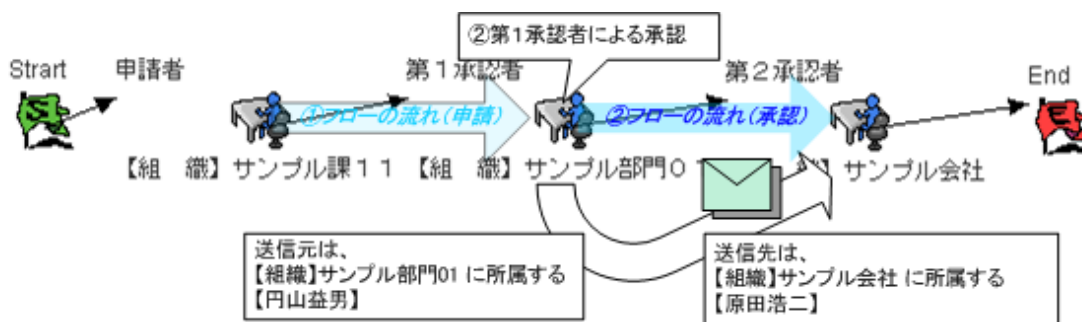 ②第1承認者による承認
Strart
申請者
第1承認者
第2承認者
End
①フローの流れ(申請)
②フローの流れ(承認)
【組　織】サンプル課11
【組　織】サンプル部門01
】サンプル会社
送信元は、
【組織】サンプル部門01 に所属する
【円山益男】
送信先は、
【組織】サンプル会社 に所属する
【原田浩二】